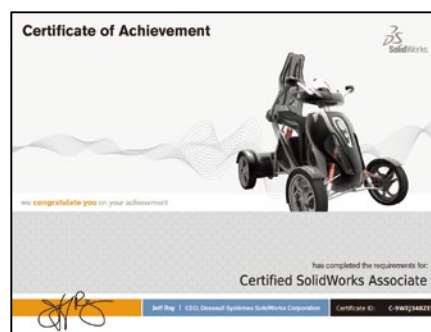 Certificate of Achievement
SolidWorks
we congratulate you on your achievement
has completed the requirements for:
Certified SolidWorks Associate
Jeff Ray | CEO, Dassault Systèmes SolidWorks Corporation
Certificate ID: